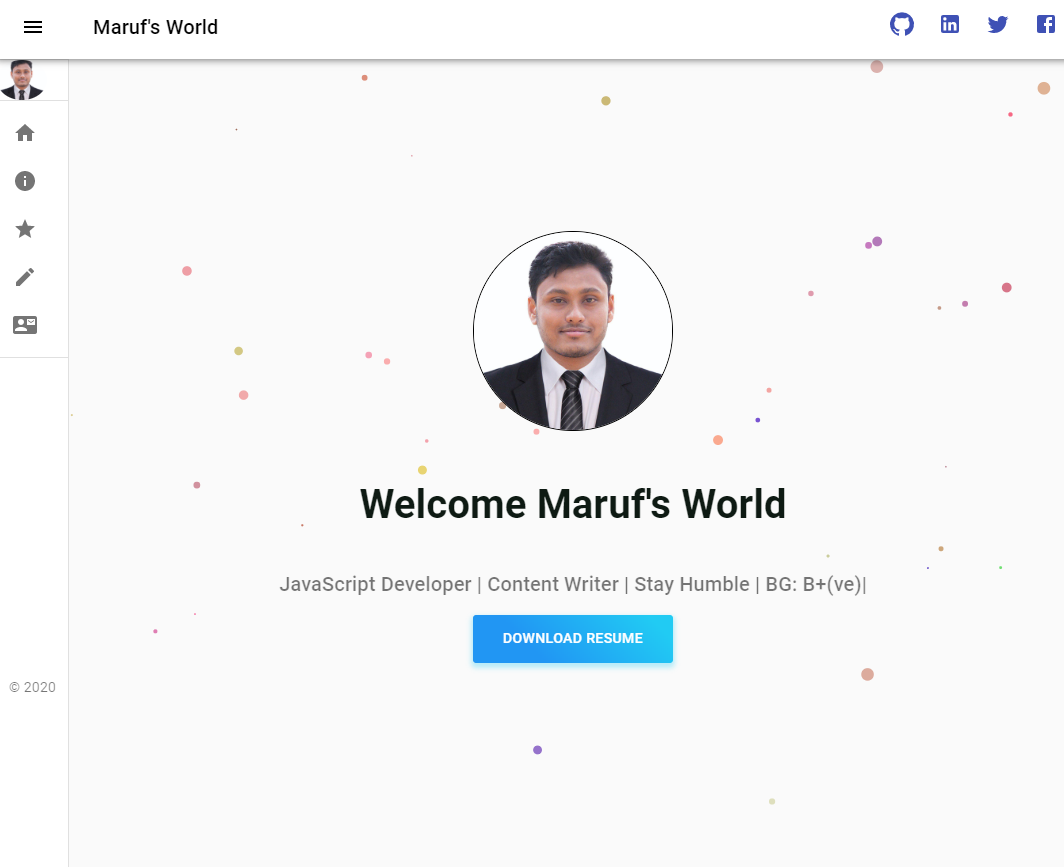 Maruf's World
Welcome Maruf's World
JavaScript Developer | Content Writer | Stay Humble | BG: B+(ve)|
DOWNLOAD RESUME
© 2020